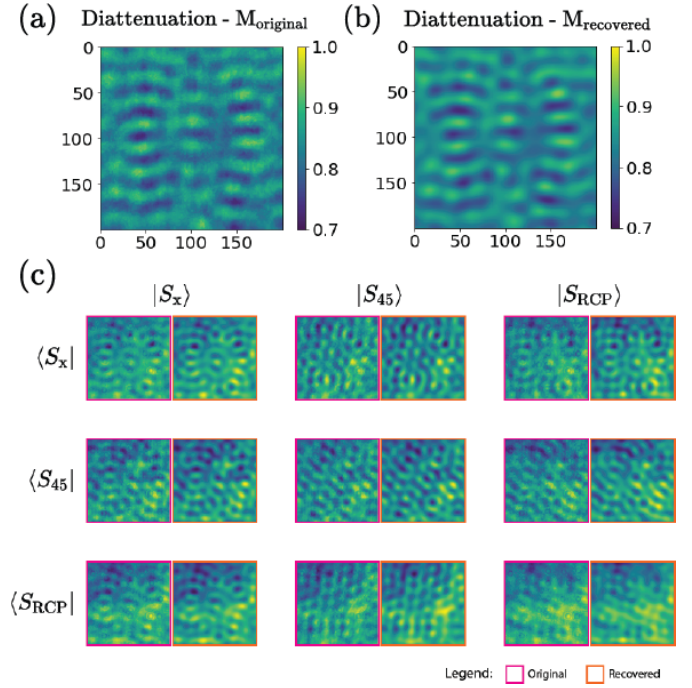 (a) Diattenuation - M_original
(b) Diattenuation - M_recovered
0
50
100
150
0 50 100 150
1.0
0.9
0.8
0.7
0
50
100
150
0 50 100 150
1.0
0.9
0.8
0.7
(c)
|S_x⟩ |S_45⟩ |S_RCP⟩
⟨S_x|
⟨S_45|
⟨S_RCP|
Legend: Original Recovered